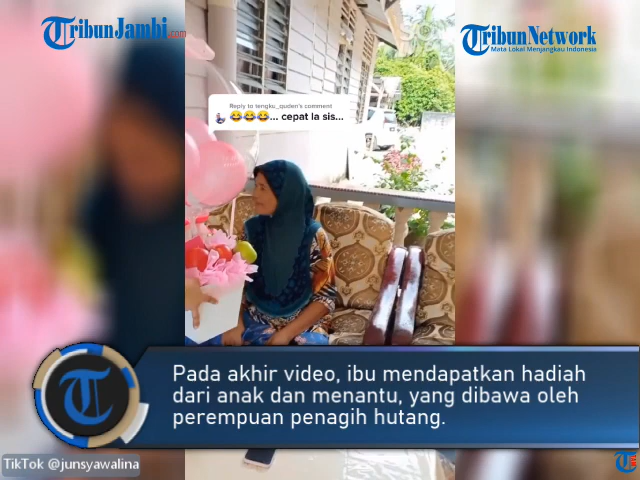 TribunJambi.com
TribunNetwork
Mata Lokal Menjangkau Indonesia
Reply to tengku_quden's comment
😂😂😂... cepat la sis...
Pada akhir video, ibu mendapatkan hadiah
dari anak dan menantu, yang dibawa oleh
perempuan penagih hutang.
TikTok @junsyawalina